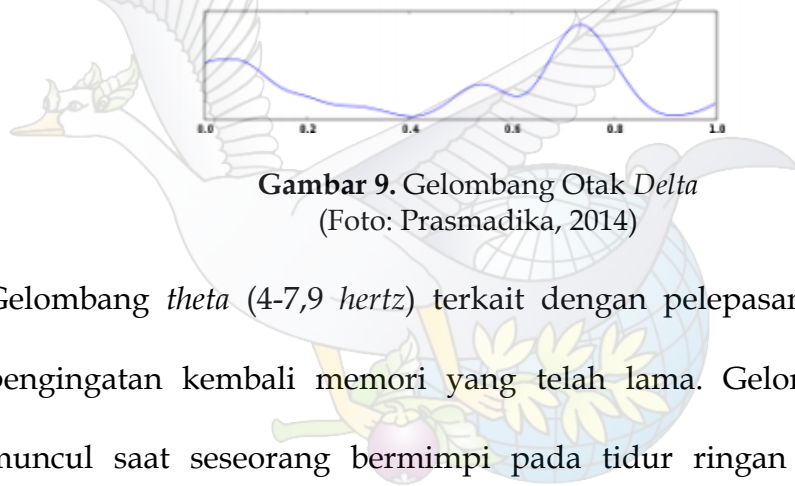 0.0 0.2 0.4 0.6 0.8 1.0
Gambar 9. Gelombang Otak Delta
(Foto: Prasmadika, 2014)
Gelombang theta (4-7,9 hertz) terkait dengan pelepasan
pengingatan kembali memori yang telah lama.
muncul saat seseorang bermimpi pada tidur ringan